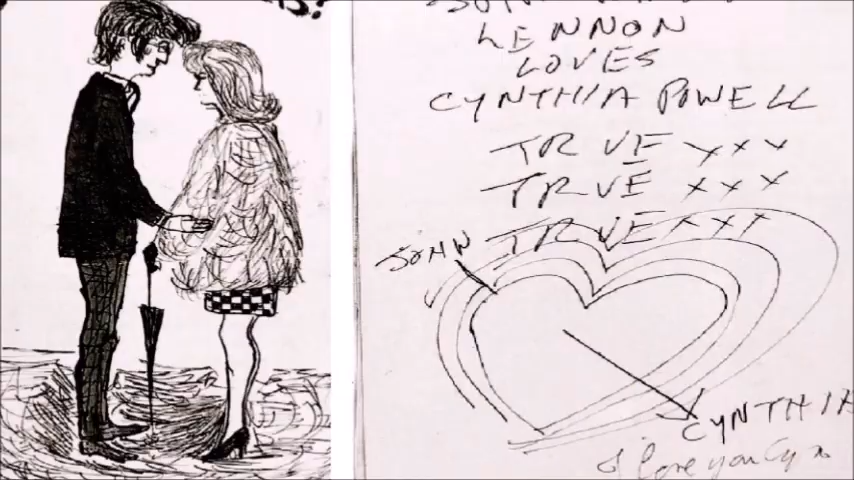 LENNON
LOVES
CYNTHIA POWELL
TRUE xxx
TRUE xxx
TRUE xxx
JOHN
CYNTHIA
I love you Cyn